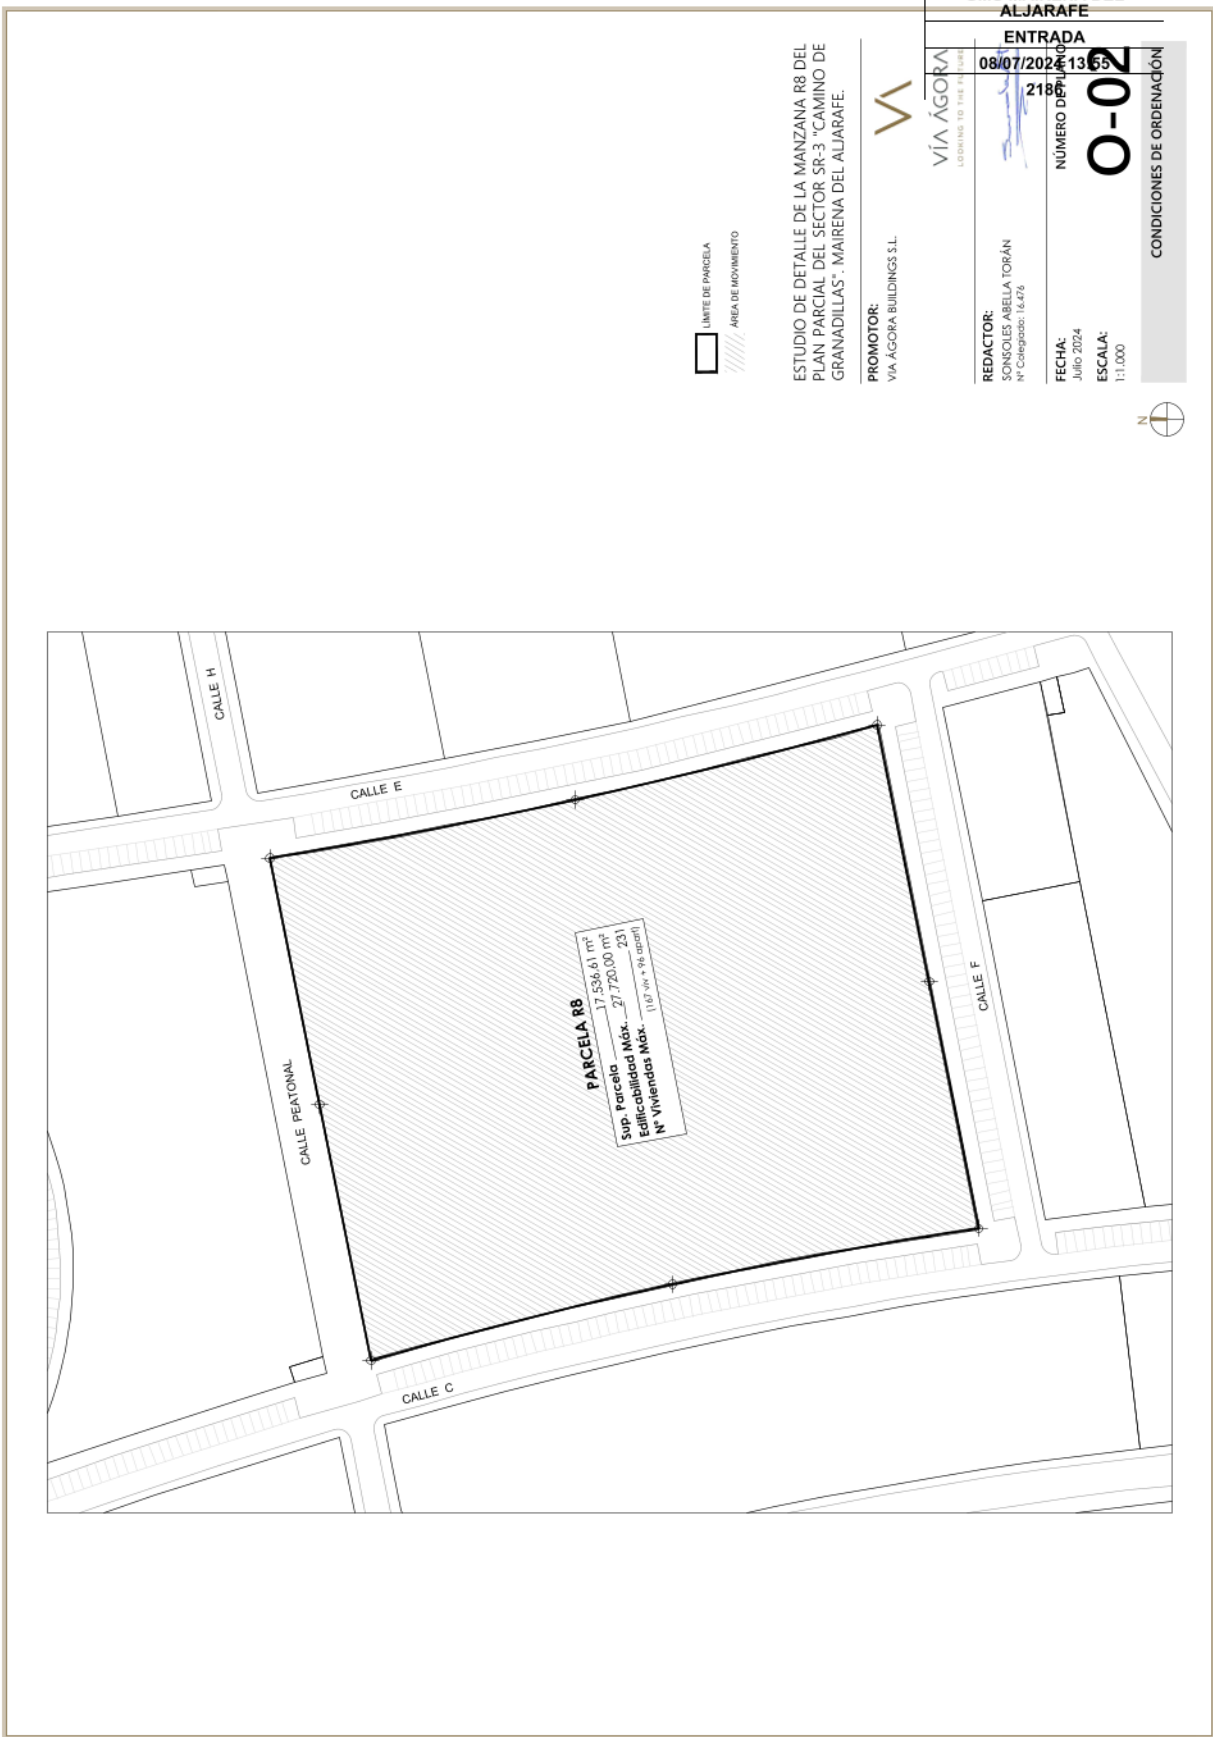 ALJARAFE
ENTRADA
08/07/2024 13:55
2186
LÍMITE DE PARCELA
ÁREA DE MOVIMIENTO
ESTUDIO DE DETALLE DE LA MANZANA R8 DEL
PLAN PARCIAL DEL SECTOR SR-3 "CAMINO DE
GRANADILLAS". MAIRENA DEL ALJARAFE.
PROMOTOR:
VIA ÁGORA BUILDINGS S.L.
VÍA ÁGORA
LOOKING TO THE FUTURE
REDACTOR:
SONSOLES ABELLA TORÁN
Nº Colegiado: 16.476
FECHA:
Julio 2024
NÚMERO DE PLANO
O-02
ESCALA:
1:1.000
CONDICIONES DE ORDENACIÓN
N
CALLE H
CALLE E
CALLE PEATONAL
PARCELA R8
Sup. Parcela 17.536,61 m²
Edificabilidad Máx. 27.720,00 m²
Nº Viviendas Máx. 231
(167 viv + 96 apart)
CALLE F
CALLE C